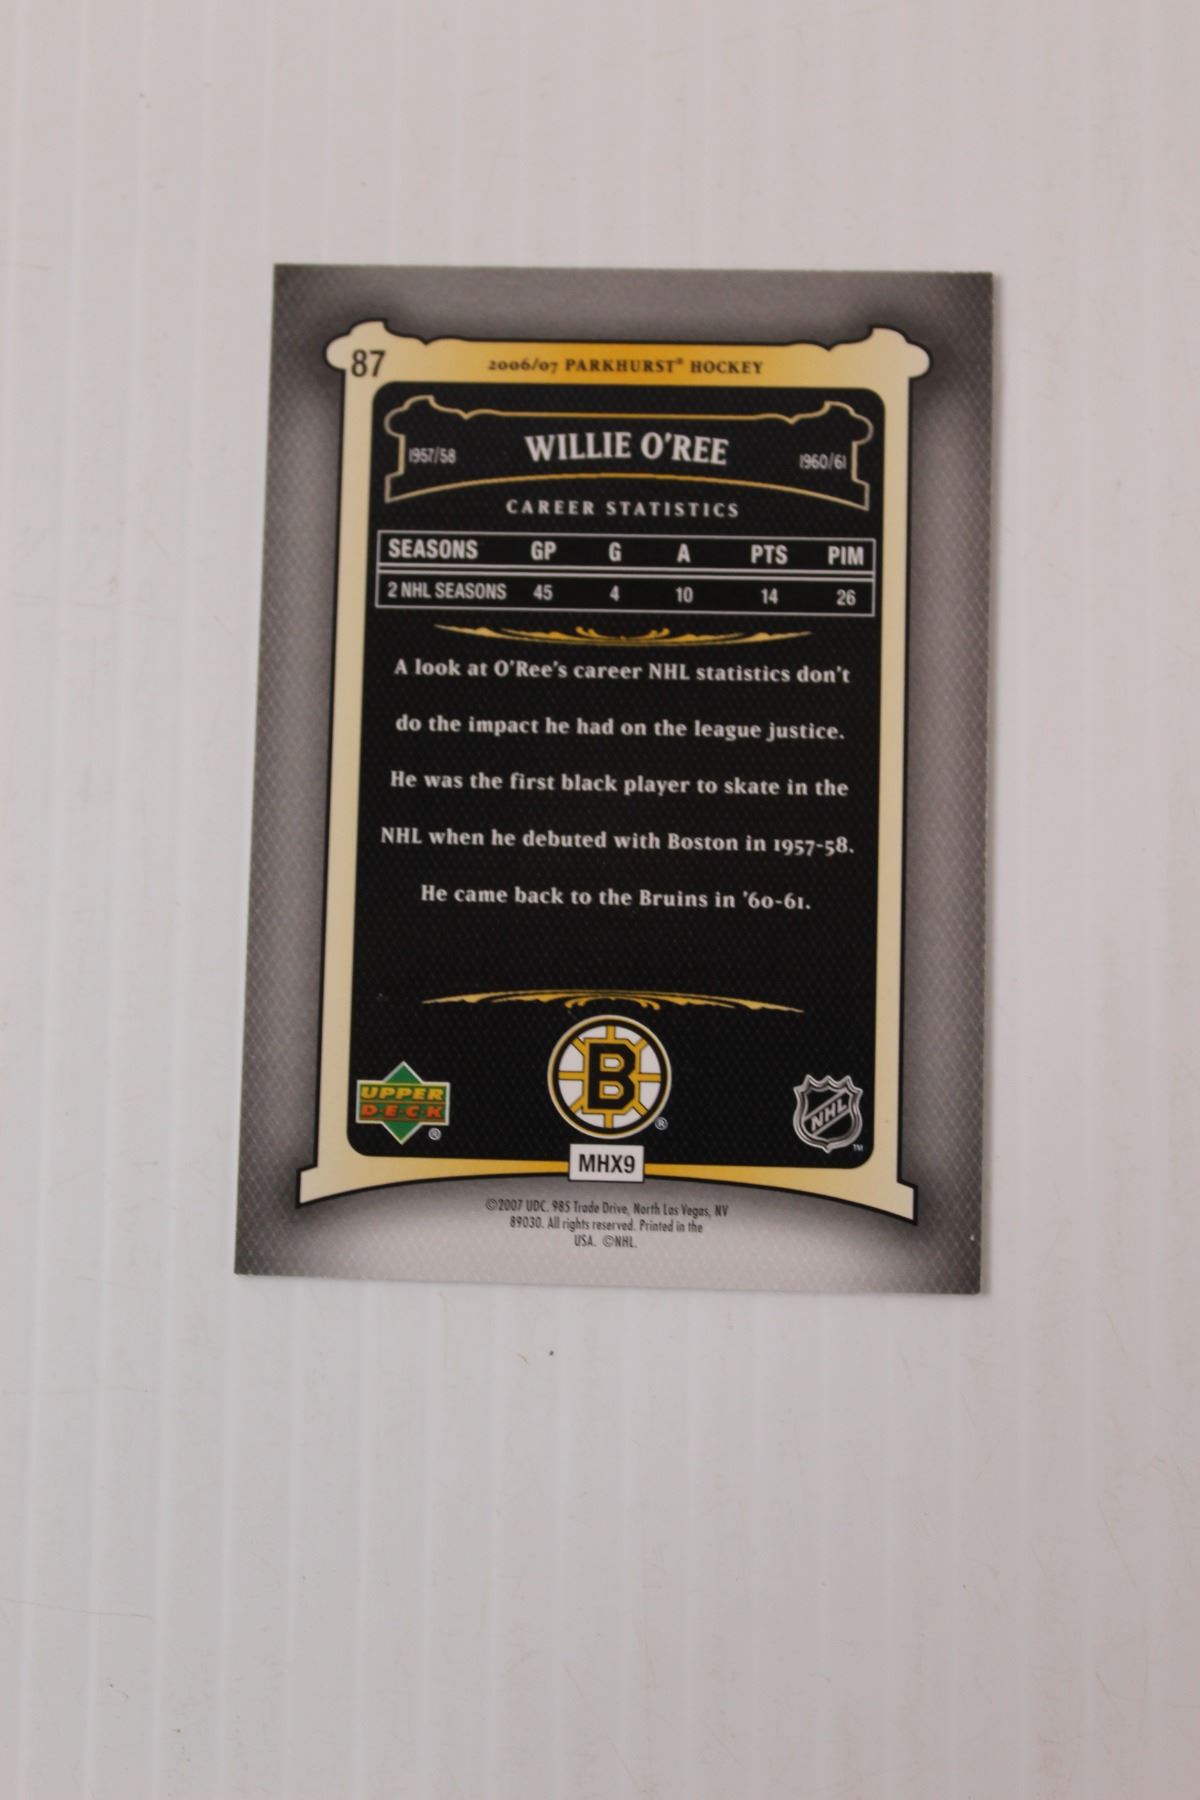 87
2006/07 PARKHURST® HOCKEY
1957/58 WILLIE O'REE 1960/61
CAREER STATISTICS
SEASONS GP G A PTS PIM
2 NHL SEASONS 45 4 10 14 26
A look at O'Ree's career NHL statistics don't
do the impact he had on the league justice.
He was the first black player to skate in the
NHL when he debuted with Boston in 1957-58.
He came back to the Bruins in '60-61.
UPPER
D·E·C·K
®
B
®
NHL
™
MHX9
©2007 UDC. 985 Trade Drive, North Las Vegas, NV
89030. All rights reserved. Printed in the
USA. ©NHL.